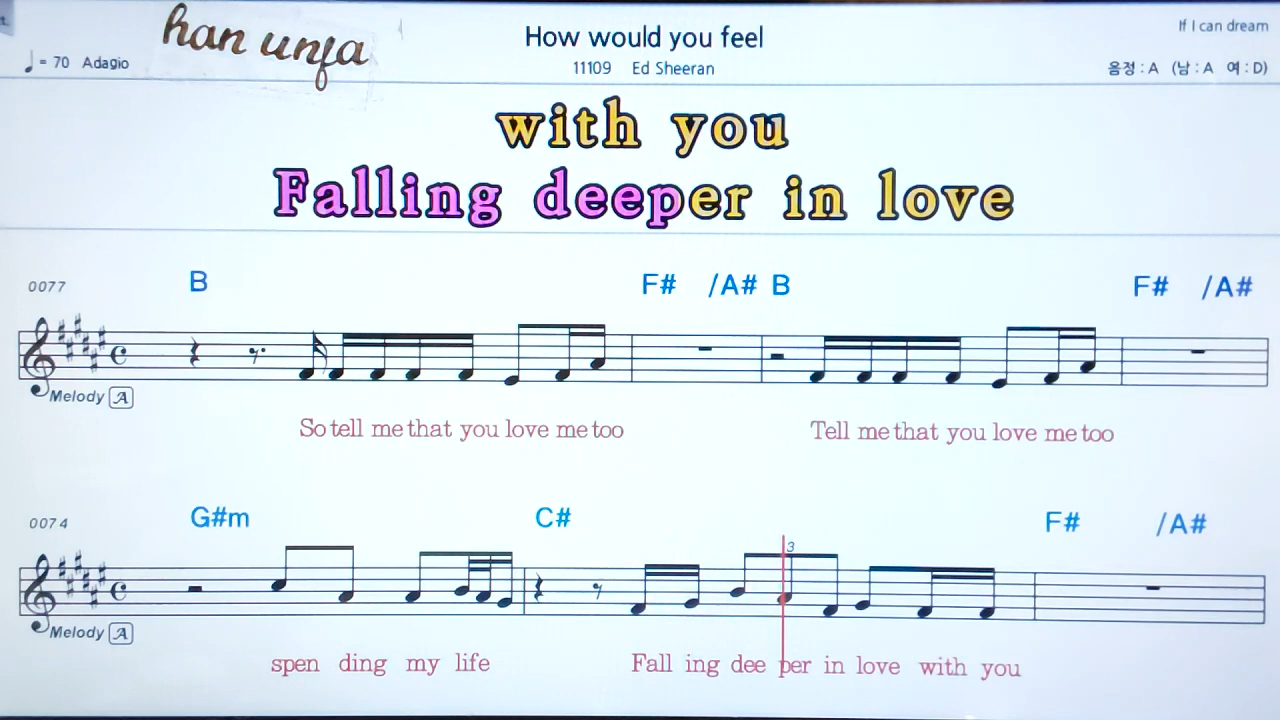 han unfa
How would you feel
If I can dream
♩ = 70 Adagio
11109 Ed Sheeran
음정 : A (남 : A 여 : D)
with you
Falling deeper in love
0077
B F# /A# B F# /A#
Melody A
So tell me that you love me too Tell me that you love me too
0074
G#m C# F# /A#
3
Melody A
spen ding my life Fall ing dee per in love with you